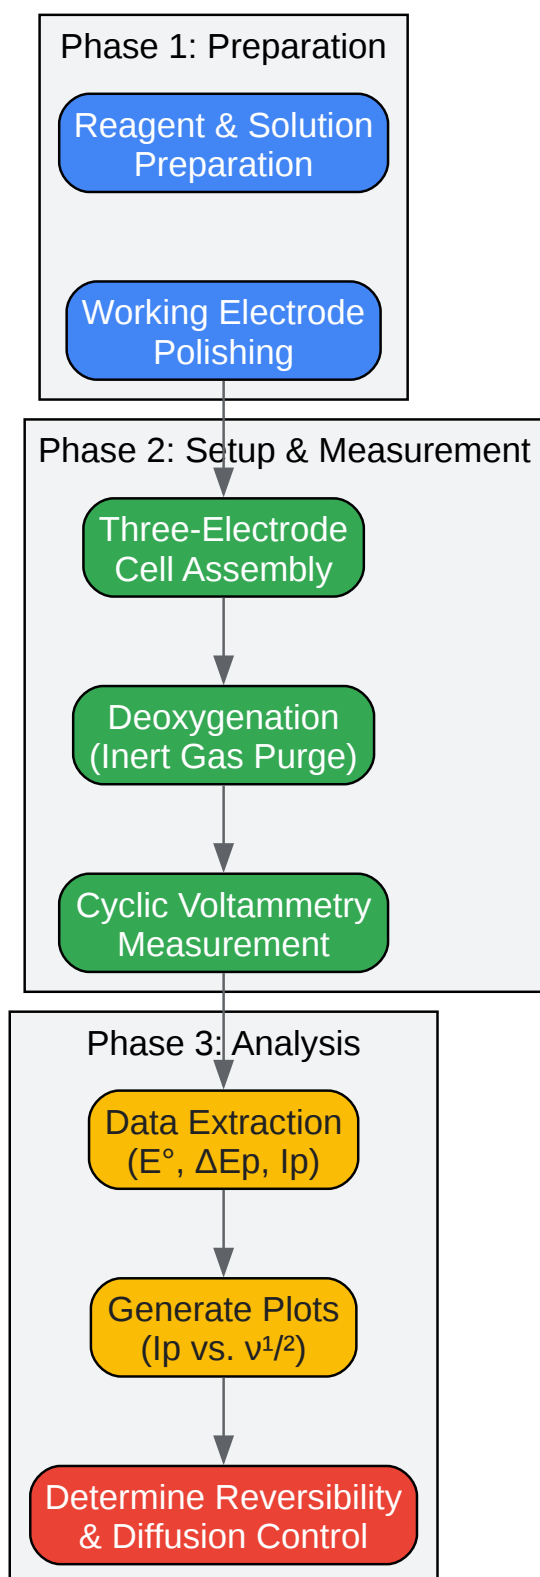 Phase 1: Preparation
Reagent & Solution
Preparation
Working Electrode
Polishing
Phase 2: Setup & Measurement
Three-Electrode
Cell Assembly
Deoxygenation
(Inert Gas Purge)
Cyclic Voltammetry
Measurement
Phase 3: Analysis
Data Extraction
(E°, ΔEp, Ip)
Generate Plots
(Ip vs. ν¹/²)
Determine Reversibility
& Diffusion Control